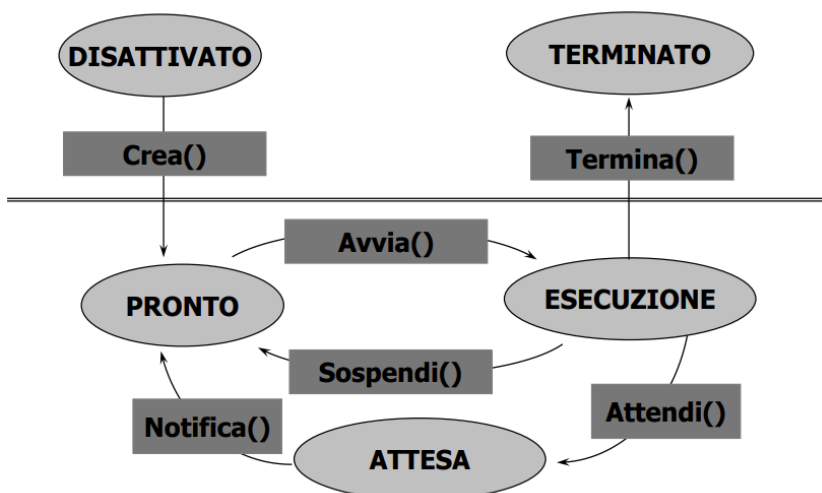 DISATTIVATO
TERMINATO
Crea()
Termina()
Avvia()
PRONTO
ESECUZIONE
Sospendi()
Notifica()
Attendi()
ATTESA